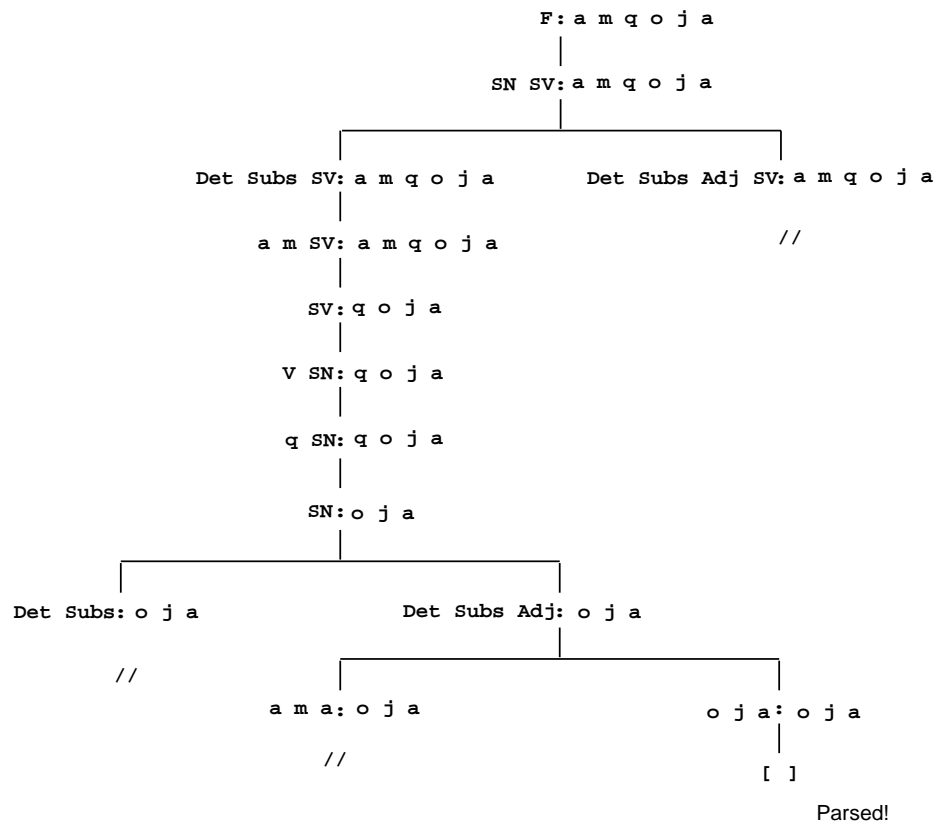 F: a m q o j a
SN SV: a m q o j a
Det Subs SV: a m q o j a
Det Subs Adj SV: a m q o j a
a m SV: a m q o j a
//
SV: q o j a
V SN: q o j a
q SN: q o j a
SN: o j a
Det Subs: o j a
Det Subs Adj: o j a
//
a m a: o j a
o j a: o j a
//
[ ]
Parsed!